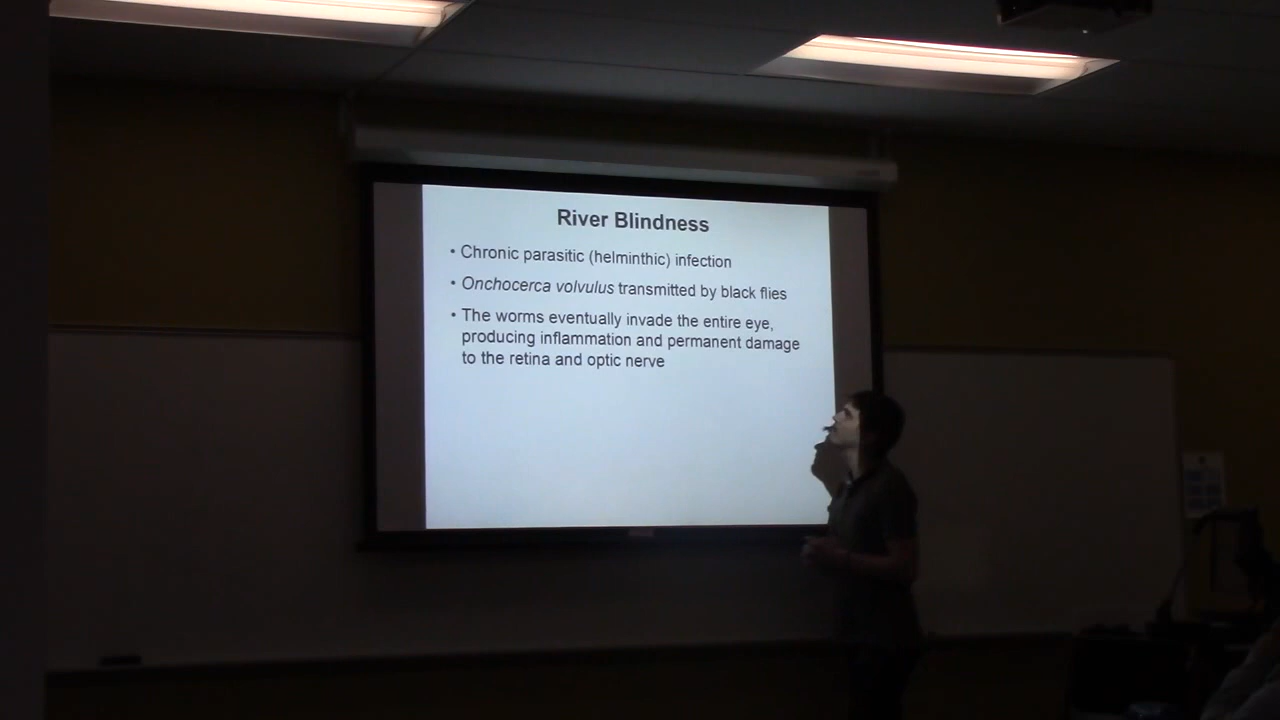 River Blindness
• Chronic parasitic (helminthic) infection
• Onchocerca volvulus transmitted by black flies
• The worms eventually invade the entire eye,
producing inflammation and permanent damage
to the retina and optic nerve